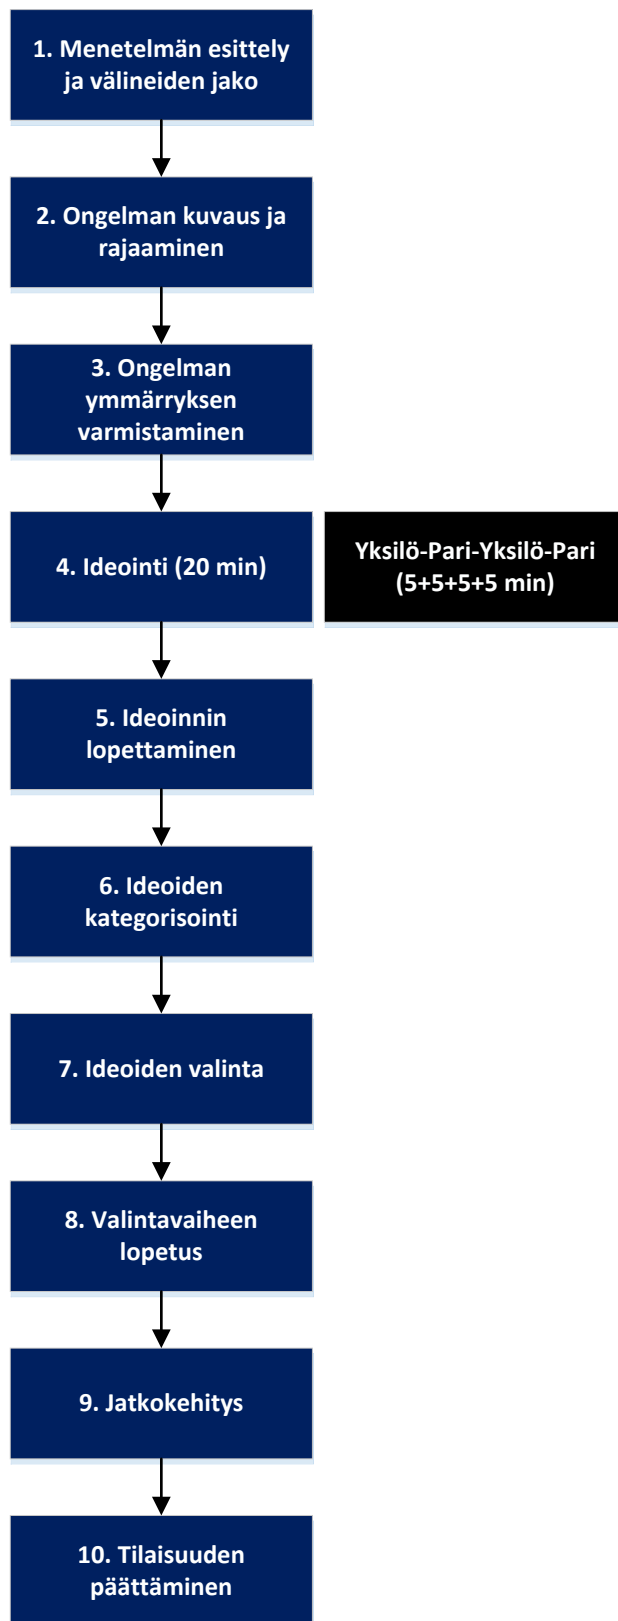 1. Menetelmän esittely
ja välineiden jako
2. Ongelman kuvaus ja
rajaaminen
3. Ongelman
ymmärryksen
varmistaminen
4. Ideointi (20 min)
Yksilö-Pari-Yksilö-Pari
(5+5+5+5 min)
5. Ideoinnin
lopettaminen
6. Ideoiden
kategorisointi
7. Ideoiden valinta
8. Valintavaiheen
lopetus
9. Jatkokehitys
10. Tilaisuuden
päättäminen